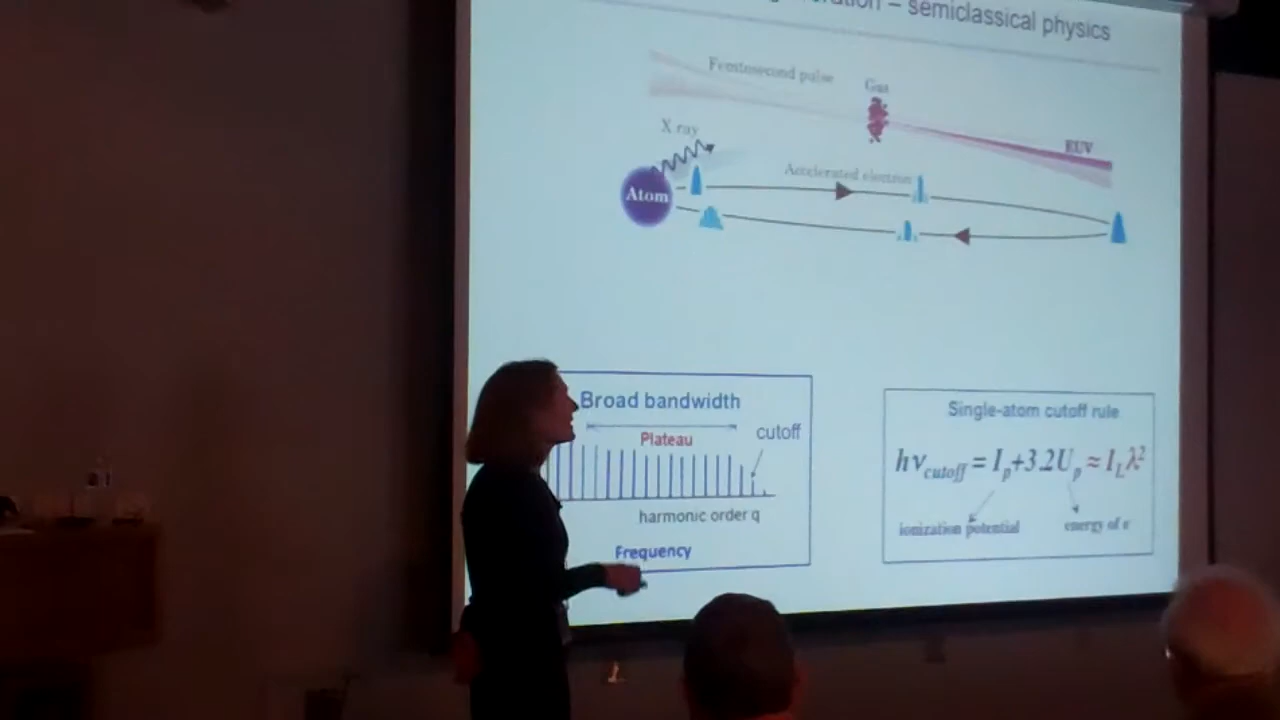 – semiclassical physics
Femtosecond pulse
Gas
X ray
EUV
Accelerated electron
Atom
Broad bandwidth
Plateau
cutoff
harmonic order q
Frequency
Single-atom cutoff rule
hν_cutoff = I_p+3.2U_p ≈ I_Lλ²
ionization potential
energy of e⁻